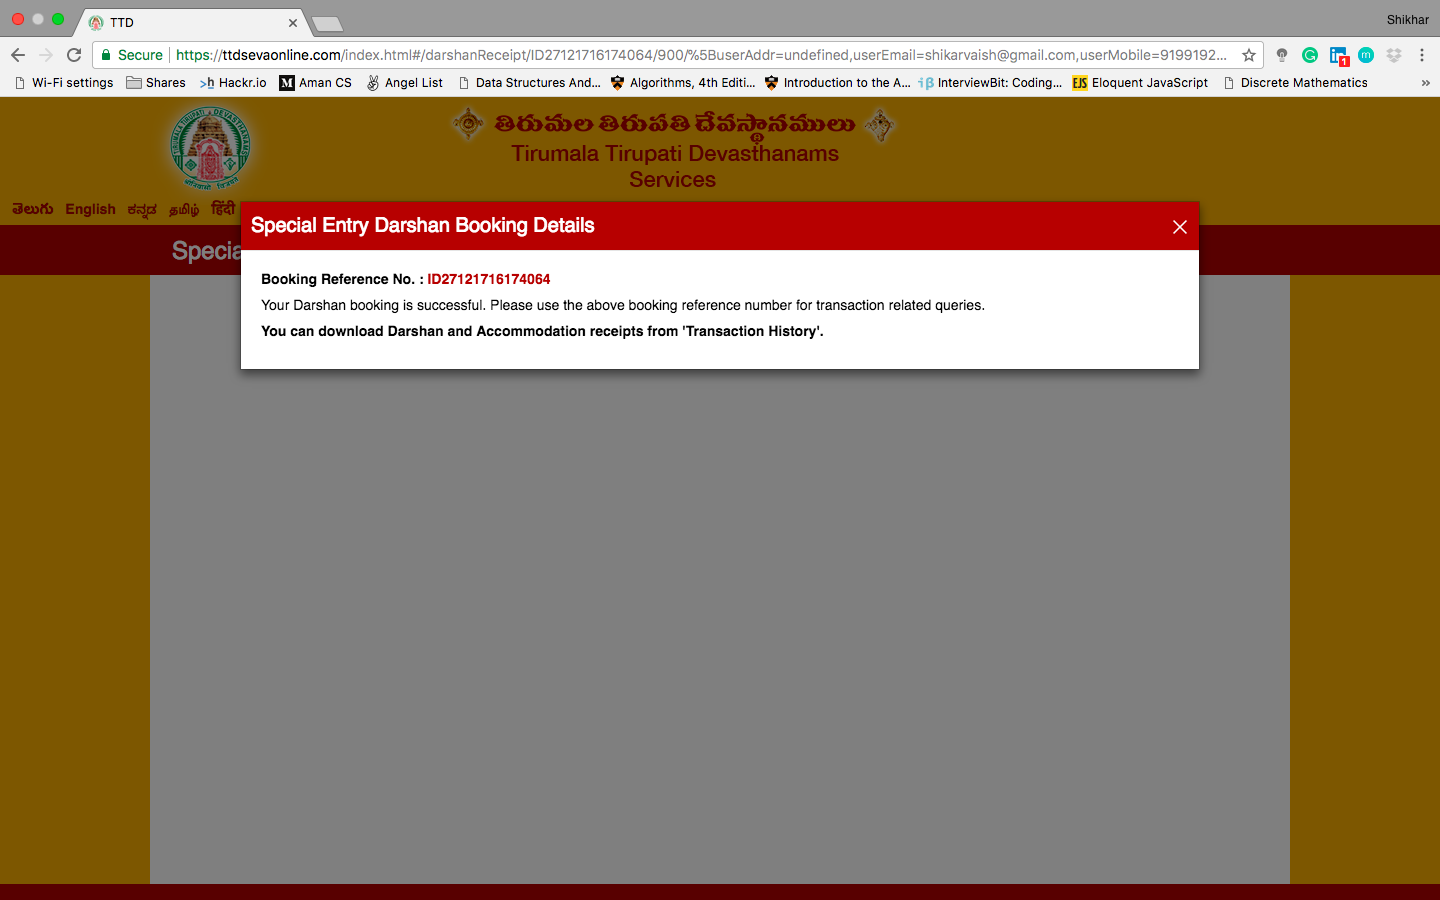 TTD
Shikhar
Secure https://ttdsevaonline.com/index.html#/darshanReceipt/ID27121716174064/900/%5BuserAddr=undefined,userEmail=shikarvaish@gmail.com,userMobile=9199192...
Wi-Fi settings Shares >h Hackr.io M Aman CS Angel List Data Structures And... Algorithms, 4th Editi... Introduction to the A... iβ InterviewBit: Coding... EJS Eloquent JavaScript Discrete Mathematics »
తిరుమల తిరుపతి దేవస్థానములు
Tirumala Tirupati Devasthanams
Services
తెలుగు English ಕನ್ನಡ தமிழ் हिंदी
Specia
Special Entry Darshan Booking Details
Booking Reference No. : ID27121716174064
Your Darshan booking is successful. Please use the above booking reference number for transaction related queries.
You can download Darshan and Accommodation receipts from 'Transaction History'.